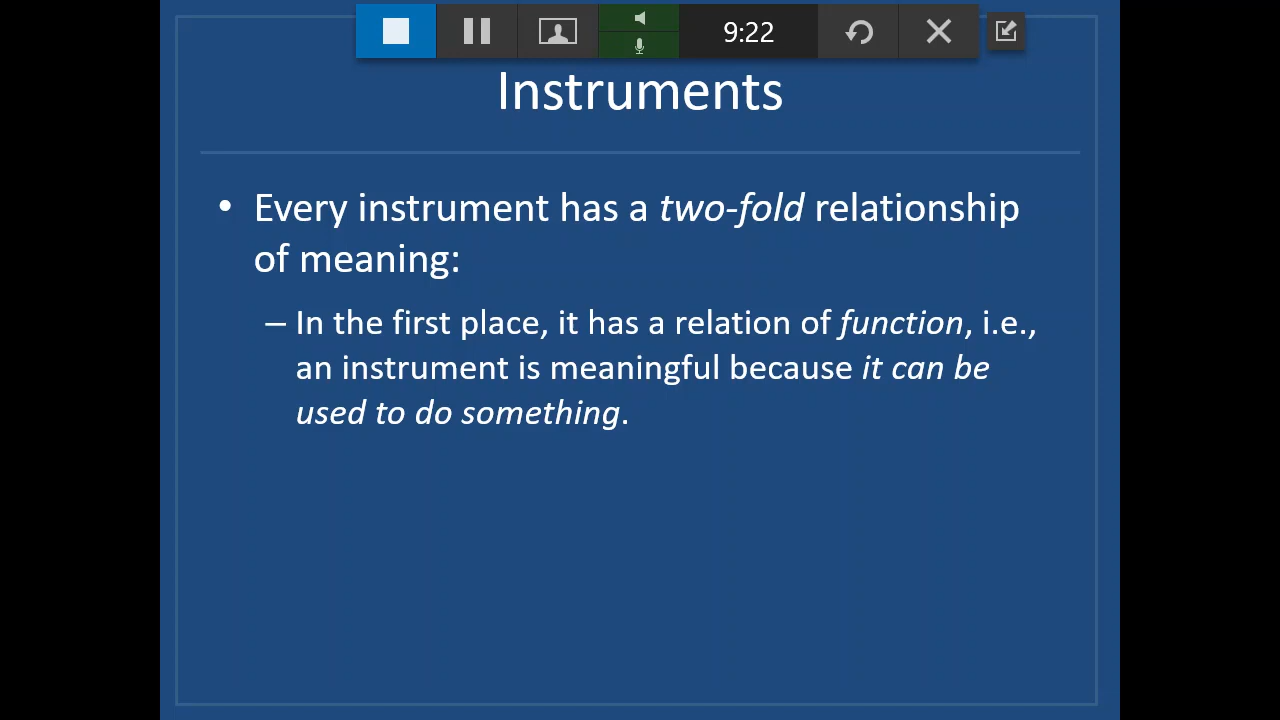 9:22
Instruments
• Every instrument has a two-fold relationship
of meaning:
– In the first place, it has a relation of function, i.e.,
an instrument is meaningful because it can be
used to do something.